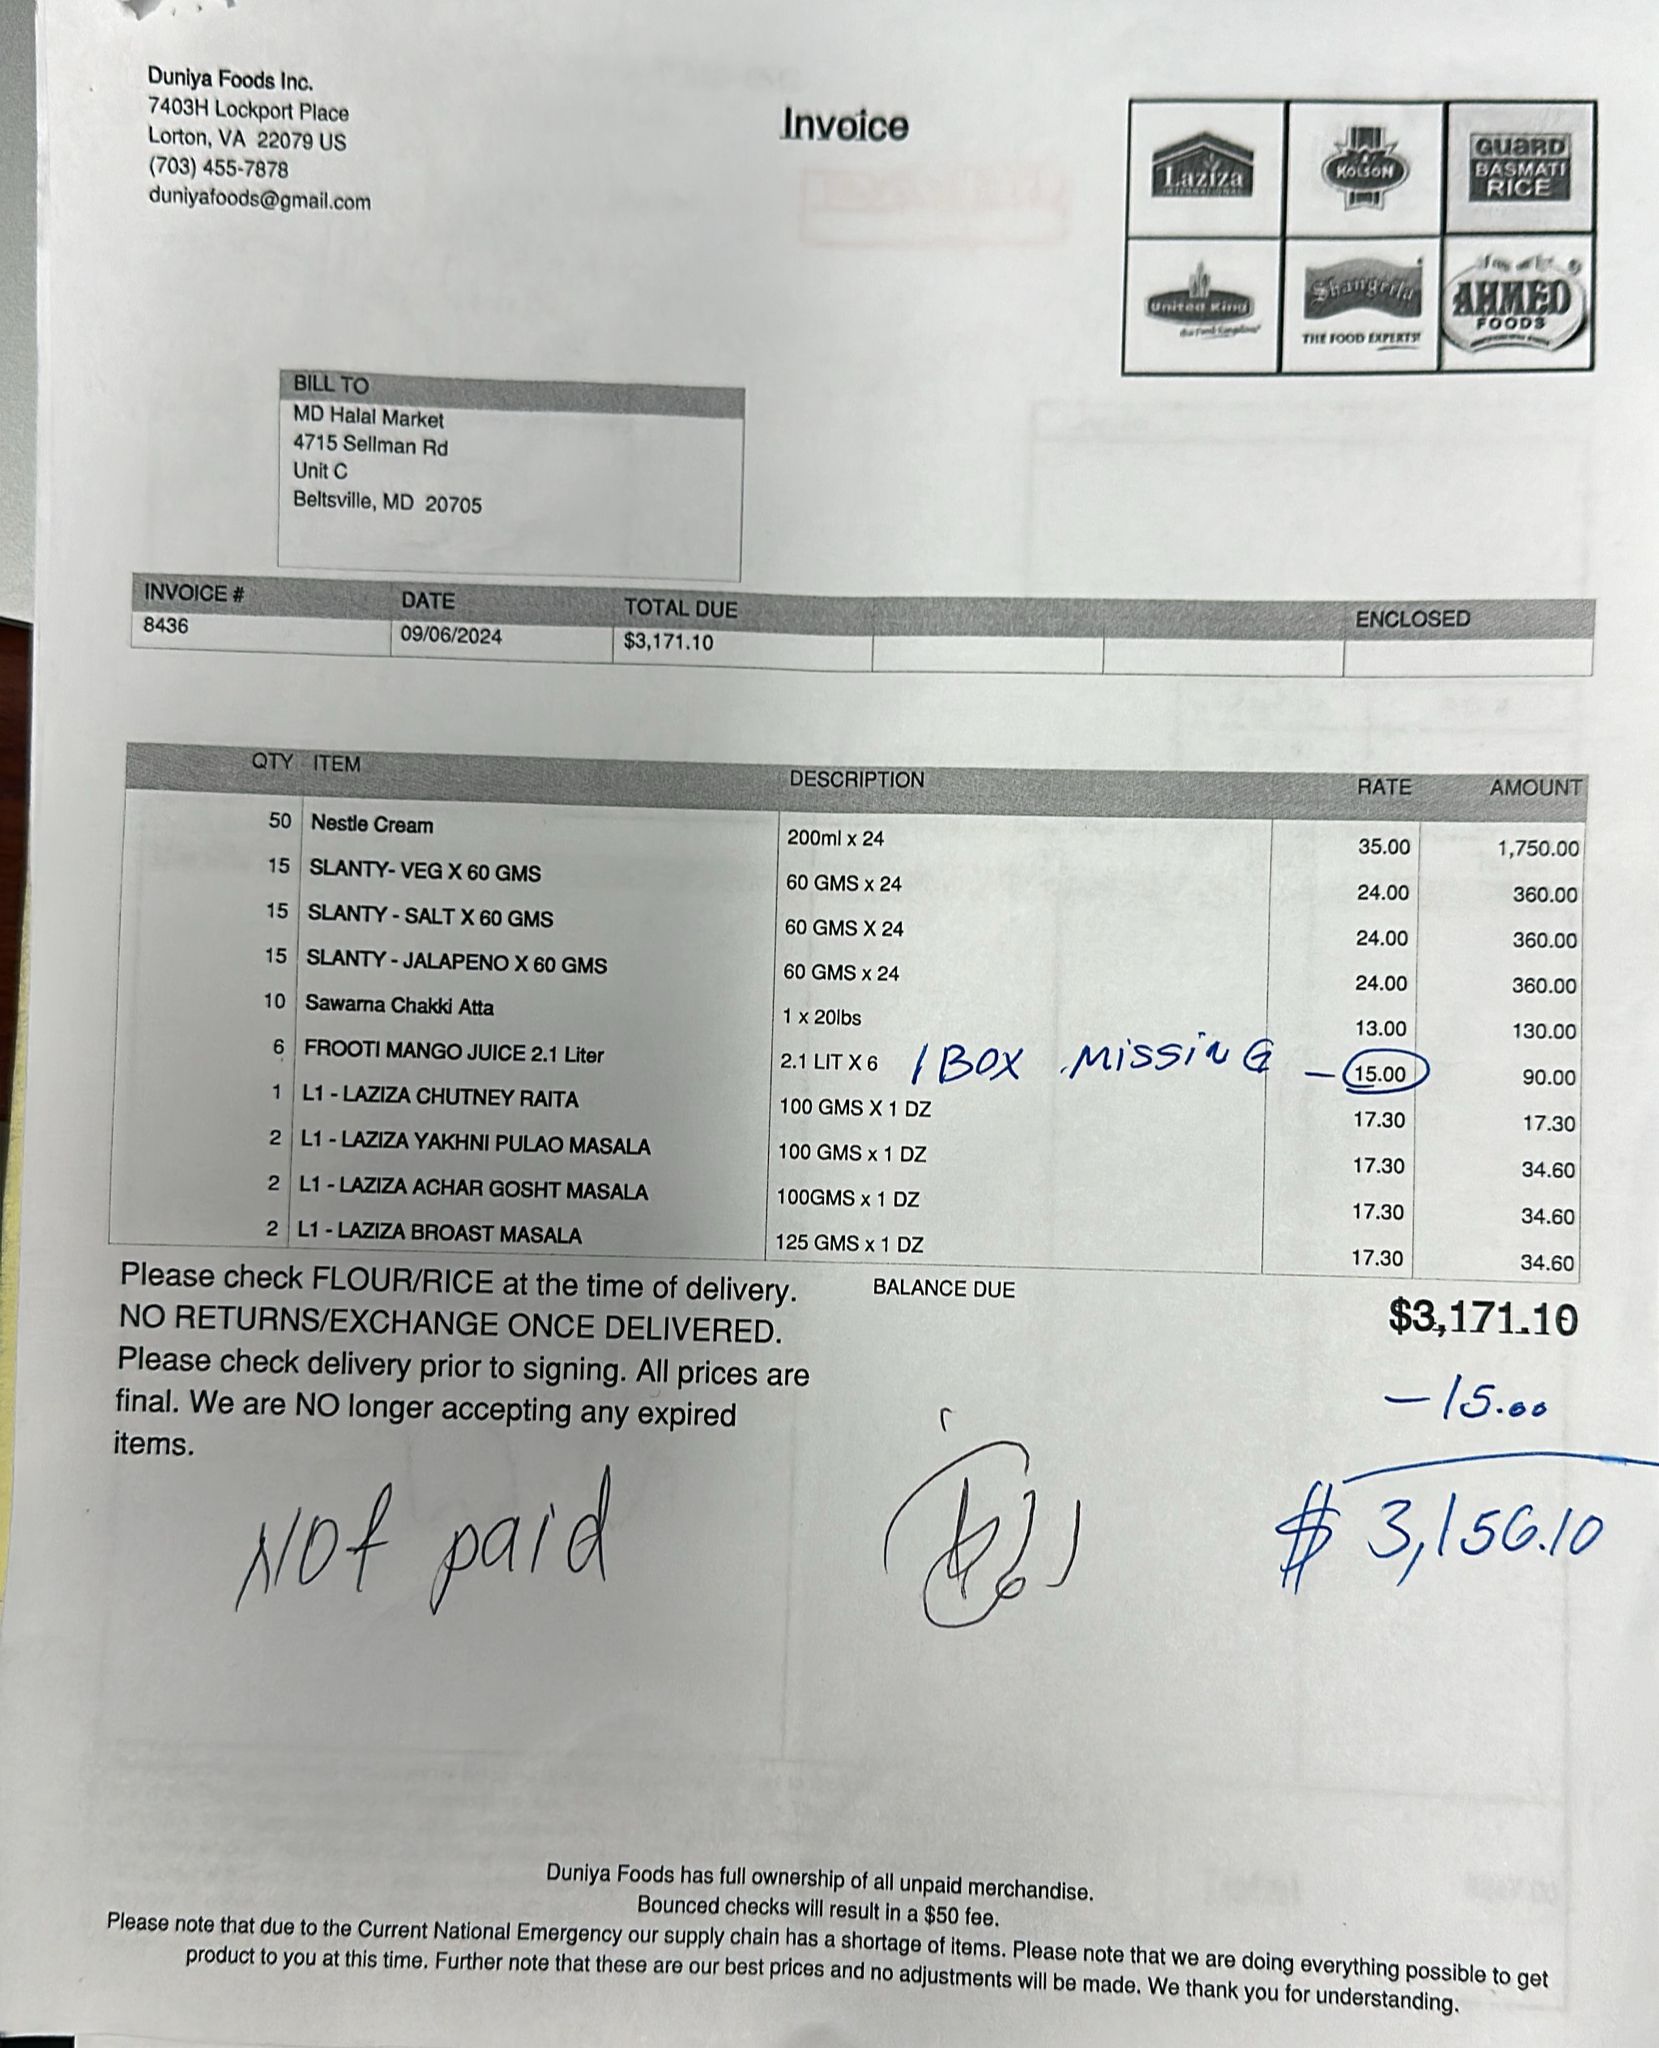 Duniya Foods Inc.
7403H Lockport Place
Lorton, VA 22079 US
(703) 455-7878
duniyafoods@gmail.com
Invoice
Laziza
INTERNATIONAL
KOLSON
GUARD
BASMATI
RICE
United King
the Food Kingdom
Shangrila
THE FOOD EXPERTS!
AHMED
FOODS
BILL TO
MD Halal Market
4715 Sellman Rd
Unit C
Beltsville, MD 20705
INVOICE # DATE TOTAL DUE ENCLOSED
8436 09/06/2024 $3,171.10
QTY ITEM DESCRIPTION RATE AMOUNT
50 Nestle Cream 200ml x 24 35.00 1,750.00
15 SLANTY- VEG X 60 GMS 60 GMS x 24 24.00 360.00
15 SLANTY - SALT X 60 GMS 60 GMS X 24 24.00 360.00
15 SLANTY - JALAPENO X 60 GMS 60 GMS x 24 24.00 360.00
10 Sawarna Chakki Atta 1 x 20lbs 13.00 130.00
6 FROOTI MANGO JUICE 2.1 Liter 2.1 LIT X 6 1 BOX MISSING - 15.00 90.00
1 L1 - LAZIZA CHUTNEY RAITA 100 GMS X 1 DZ 17.30 17.30
2 L1 - LAZIZA YAKHNI PULAO MASALA 100 GMS x 1 DZ 17.30 34.60
2 L1 - LAZIZA ACHAR GOSHT MASALA 100GMS x 1 DZ 17.30 34.60
2 L1 - LAZIZA BROAST MASALA 125 GMS x 1 DZ 17.30 34.60
Please check FLOUR/RICE at the time of delivery. BALANCE DUE $3,171.10
NO RETURNS/EXCHANGE ONCE DELIVERED.
Please check delivery prior to signing. All prices are
final. We are NO longer accepting any expired
items.
-15.00
$ 3,156.10
Not paid
Duniya Foods has full ownership of all unpaid merchandise.
Bounced checks will result in a $50 fee.
Please note that due to the Current National Emergency our supply chain has a shortage of items. Please note that we are doing everything possible to get
product to you at this time. Further note that these are our best prices and no adjustments will be made. We thank you for understanding.